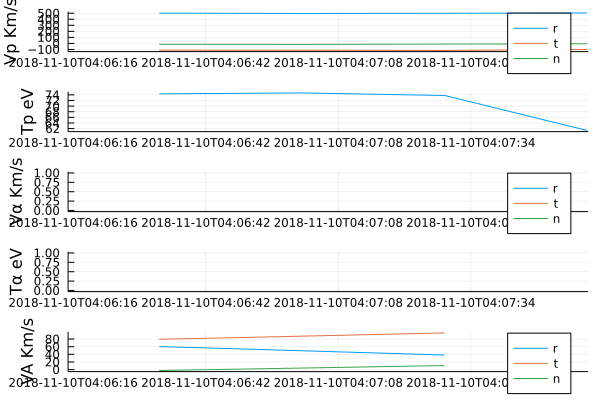 Vp Km/s
500
400
300
200
100
0
−100
2018-11-10T04:06:16 2018-11-10T04:06:42 2018-11-10T04:07:08 2018-11-10T04:0
r
t
n
Tp eV
74
72
70
68
66
64
62
2018-11-10T04:06:16 2018-11-10T04:06:42 2018-11-10T04:07:08 2018-11-10T04:07:34
Vα Km/s
1.00
0.75
0.50
0.25
0.00
2018-11-10T04:06:16 2018-11-10T04:06:42 2018-11-10T04:07:08 2018-11-10T04:0
r
t
n
Tα eV
1.00
0.75
0.50
0.25
0.00
2018-11-10T04:06:16 2018-11-10T04:06:42 2018-11-10T04:07:08 2018-11-10T04:07:34
VA Km/s
80
60
40
20
0
2018-11-10T04:06:16 2018-11-10T04:06:42 2018-11-10T04:07:08 2018-11-10T04:0
r
t
n